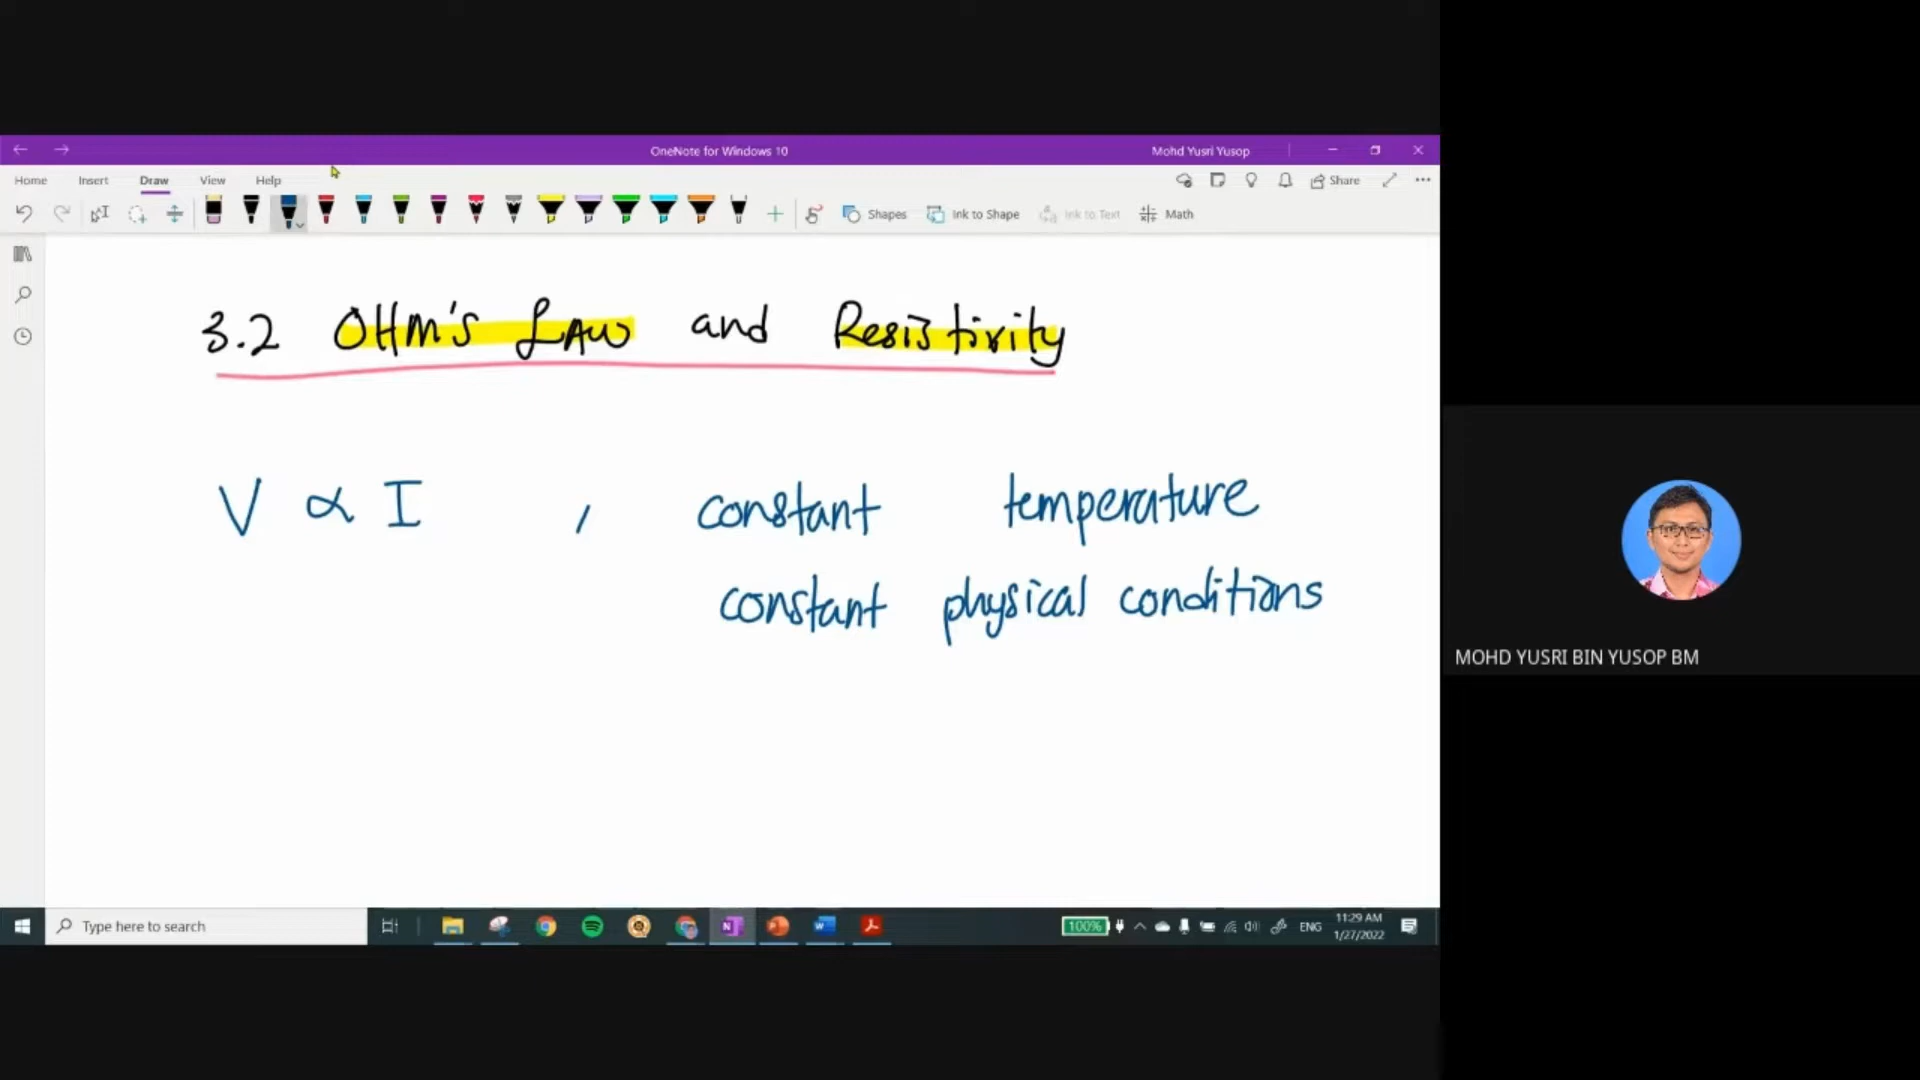 OneNote for Windows 10
Mohd Yusri Yusop
Home Insert Draw View Help
Share
Shapes Ink to Shape Ink to Text Math
3.2 OHM's LAW and Resistivity
V ∝ I , constant temperature
constant physical conditions
MOHD YUSRI BIN YUSOP BM
Type here to search
100% ENG 11:29 AM
1/27/2022